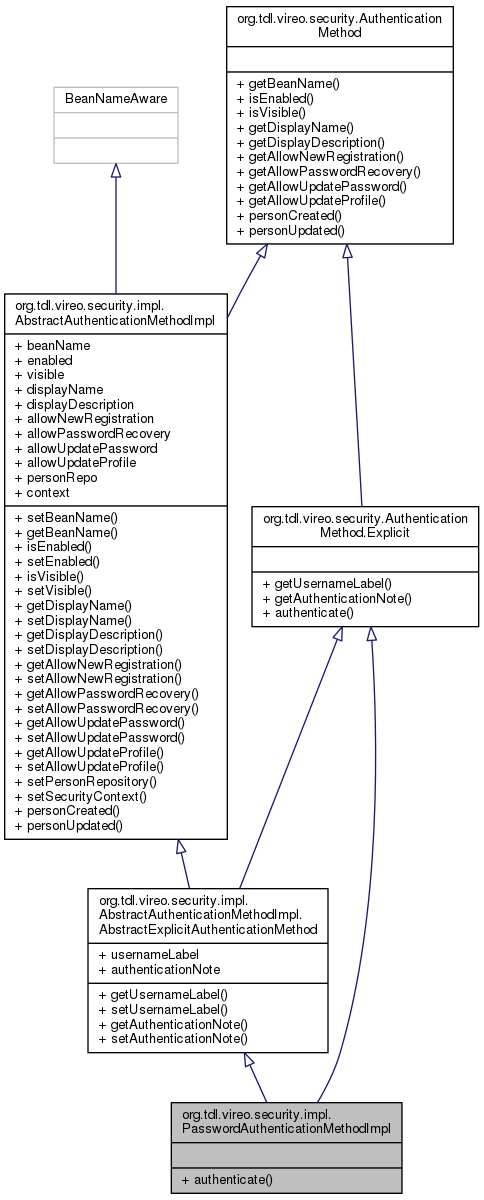 org.tdl.vireo.security.Authentication
Method
+ getBeanName()
+ isEnabled()
+ isVisible()
+ getDisplayName()
+ getDisplayDescription()
+ getAllowNewRegistration()
+ getAllowPasswordRecovery()
+ getAllowUpdatePassword()
+ getAllowUpdateProfile()
+ personCreated()
+ personUpdated()
BeanNameAware
org.tdl.vireo.security.impl.
AbstractAuthenticationMethodImpl
+ beanName
+ enabled
+ visible
+ displayName
+ displayDescription
+ allowNewRegistration
+ allowPasswordRecovery
+ allowUpdatePassword
+ allowUpdateProfile
+ personRepo
+ context
+ setBeanName()
+ getBeanName()
+ isEnabled()
+ setEnabled()
+ isVisible()
+ setVisible()
+ getDisplayName()
+ setDisplayName()
+ getDisplayDescription()
+ setDisplayDescription()
+ getAllowNewRegistration()
+ setAllowNewRegistration()
+ getAllowPasswordRecovery()
+ setAllowPasswordRecovery()
+ getAllowUpdatePassword()
+ setAllowUpdatePassword()
+ getAllowUpdateProfile()
+ setAllowUpdateProfile()
+ setPersonRepository()
+ setSecurityContext()
+ personCreated()
+ personUpdated()
org.tdl.vireo.security.Authentication
Method.Explicit
+ getUsernameLabel()
+ getAuthenticationNote()
+ authenticate()
org.tdl.vireo.security.impl.
AbstractAuthenticationMethodImpl.
AbstractExplicitAuthenticationMethod
+ usernameLabel
+ authenticationNote
+ getUsernameLabel()
+ setUsernameLabel()
+ getAuthenticationNote()
+ setAuthenticationNote()
org.tdl.vireo.security.impl.
PasswordAuthenticationMethodImpl
+ authenticate()